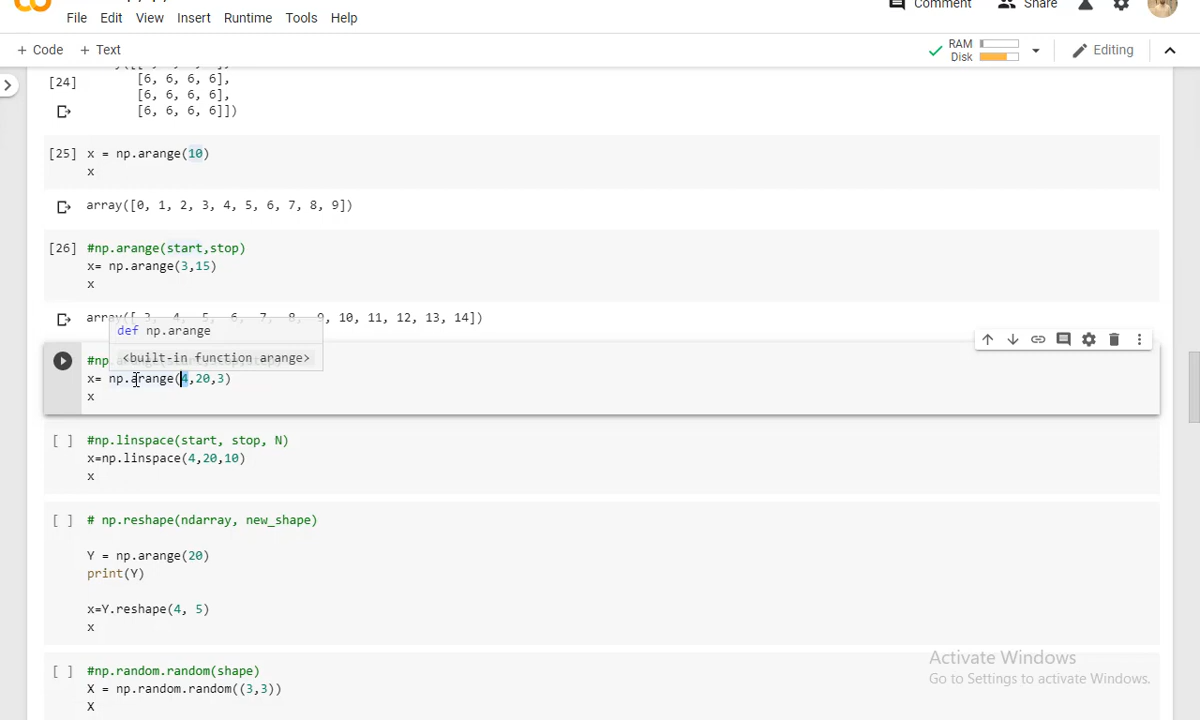 File Edit View Insert Runtime Tools Help
Comment Share
+ Code + Text
RAM
Disk
Editing
[24] [6, 6, 6, 6],
[6, 6, 6, 6],
[6, 6, 6, 6]])
[25] x = np.arange(10)
x
array([0, 1, 2, 3, 4, 5, 6, 7, 8, 9])
[26] #np.arange(start,stop)
x= np.arange(3,15)
x
array([ 3, 4, 5, 6, 7, 8, 9, 10, 11, 12, 13, 14])
def np.arange
<built-in function arange>
#np
x= np.arange(4,20,3)
x
[ ] #np.linspace(start, stop, N)
x=np.linspace(4,20,10)
x
[ ] # np.reshape(ndarray, new_shape)
Y = np.arange(20)
print(Y)
x=Y.reshape(4, 5)
x
[ ] #np.random.random(shape)
X = np.random.random((3,3))
X
Activate Windows
Go to Settings to activate Windows.